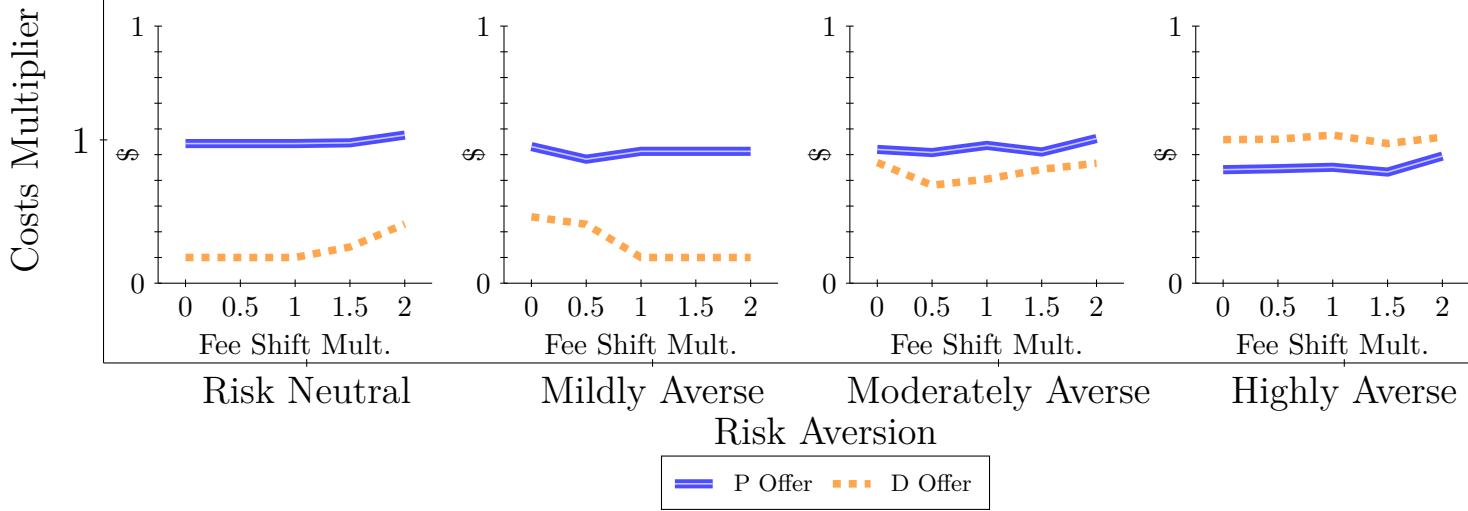 Costs Multiplier
1
1
$
0
0 0.5 1 1.5 2
Fee Shift Mult.
1
$
0
0 0.5 1 1.5 2
Fee Shift Mult.
1
$
0
0 0.5 1 1.5 2
Fee Shift Mult.
1
$
0
0 0.5 1 1.5 2
Fee Shift Mult.
Risk Neutral
Mildly Averse
Moderately Averse
Highly Averse
Risk Aversion
P Offer
D Offer